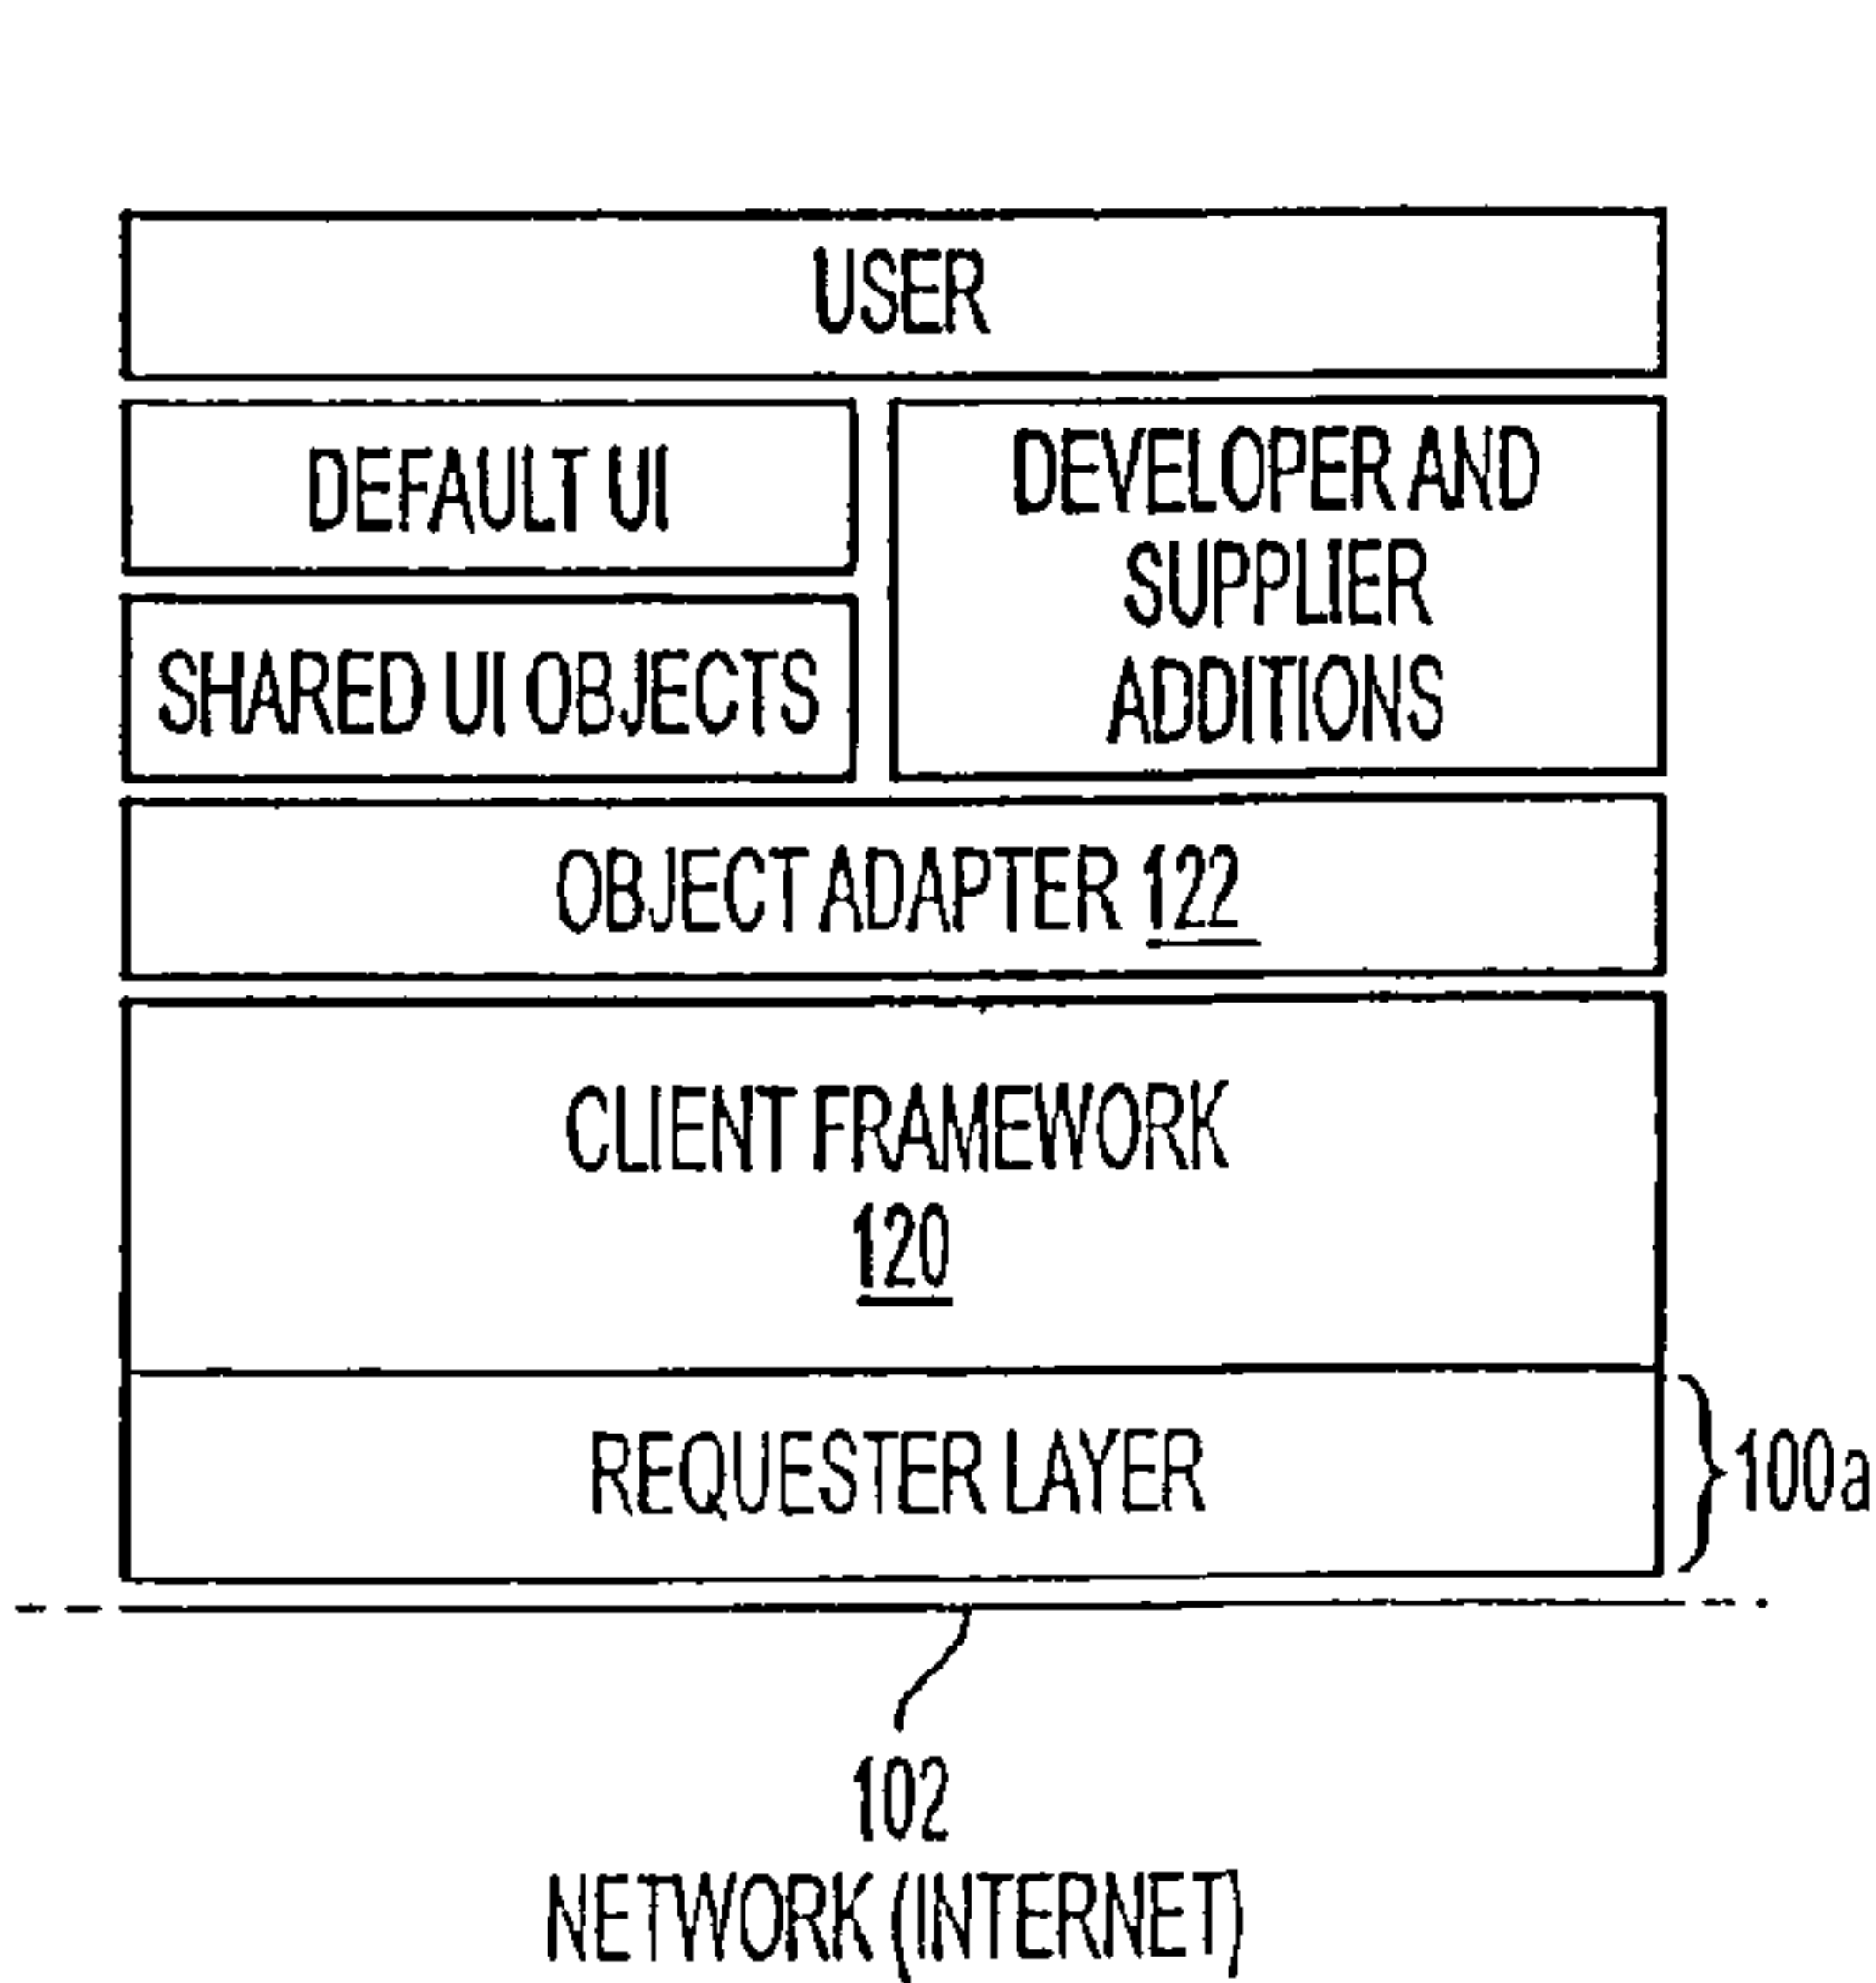 USER
DEFAULT UI
DEVELOPER AND
SUPPLIER
ADDITIONS
SHARED UI OBJECTS
OBJECT ADAPTER 122
CLIENT FRAMEWORK
120
REQUESTER LAYER
100a
102
NETWORK (INTERNET)